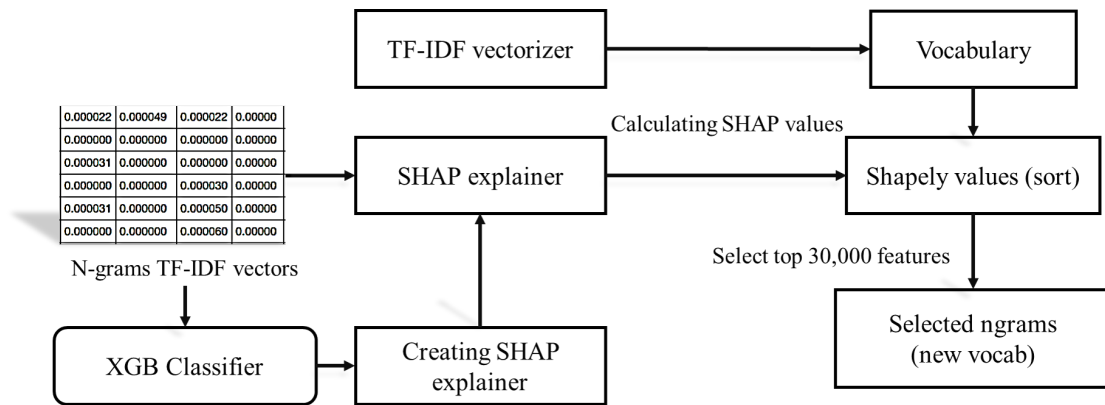 TF-IDF vectorizer
Vocabulary
0.000022 0.000049 0.000022 0.00000
0.000000 0.000000 0.000000 0.00000
0.000031 0.000000 0.000000 0.00000
0.000000 0.000000 0.000030 0.00000
0.000031 0.000000 0.000050 0.00000
0.000000 0.000000 0.000060 0.00000
N-grams TF-IDF vectors
SHAP explainer
Calculating SHAP values
Shapely values (sort)
Select top 30,000 features
XGB Classifier
Creating SHAP
explainer
Selected ngrams
(new vocab)